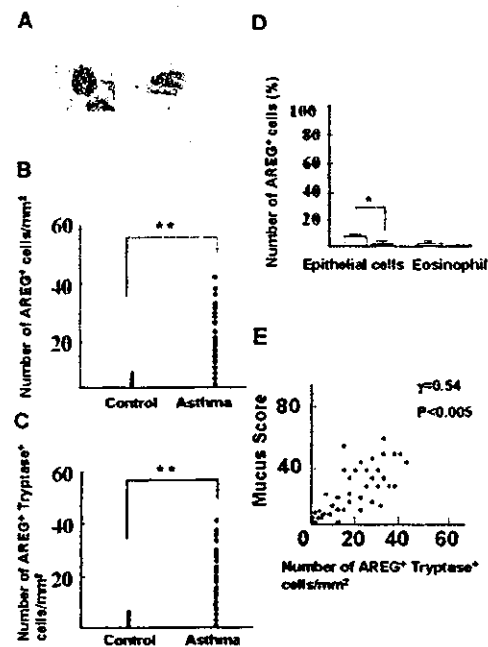 A
B
Number of AREG⁺ cells/mm²
60
40
20
**
Control Asthma
C
Number of AREG⁺ Tryptase⁺
cells/mm²
60
40
20
**
Control Asthma
D
Number of AREG⁺ cells (%)
100
80
60
40
20
*
Epithelial cells Eosinophil
E
Mucus Score
80
40
γ=0.54
P<0.005
0 20 40 60
Number of AREG⁺ Tryptase⁺
cells/mm²